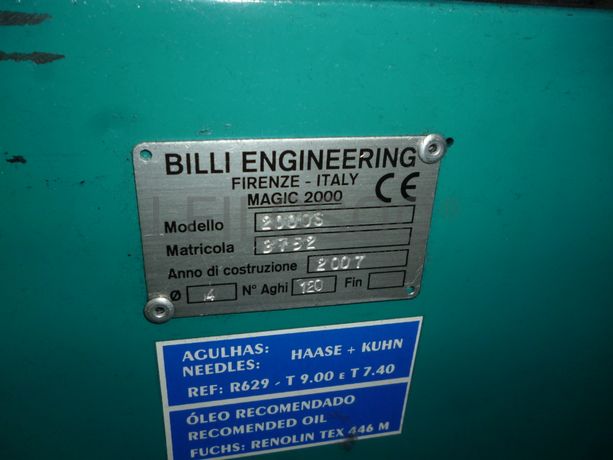 BILLI ENGINEERING
FIRENZE - ITALY
MAGIC 2000
CE
Modello 2000S
Matricola
Anno di costruzione 2007
Ø 4 N° Aghi 120 Fin
AGULHAS: HAASE + KUHN
NEEDLES:
REF: R629 - T 9.00 E T 7.40
ÓLEO RECOMENDADO
RECOMENDED OIL
FUCHS: RENOLIN TEX 446 M